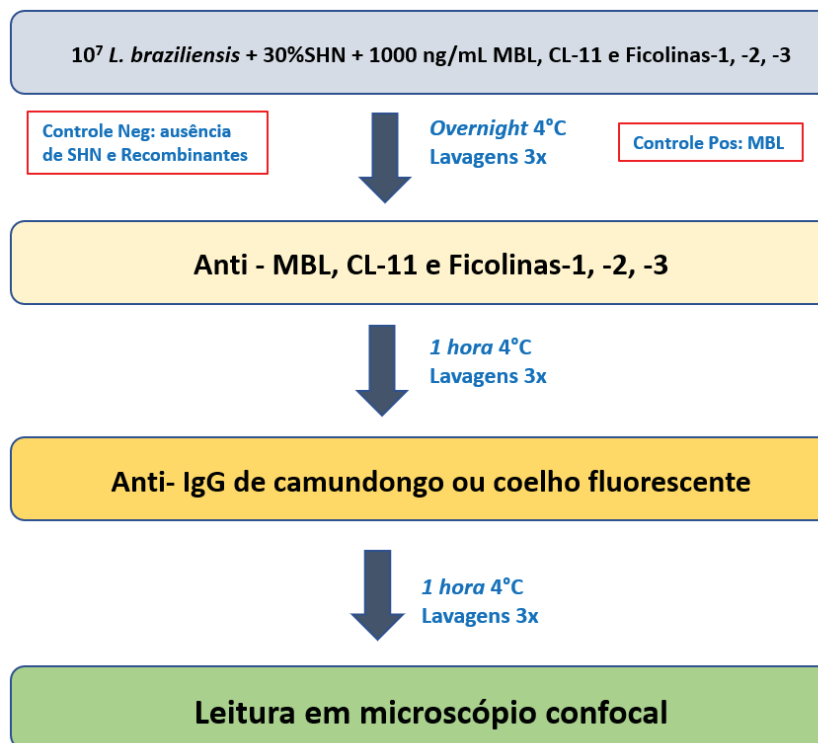 10⁷ L. braziliensis + 30%SHN + 1000 ng/mL MBL, CL-11 e Ficolinas-1, -2, -3
Controle Neg: ausência
de SHN e Recombinantes
Overnight 4°C
Lavagens 3x
Controle Pos: MBL
Anti - MBL, CL-11 e Ficolinas-1, -2, -3
1 hora 4°C
Lavagens 3x
Anti- IgG de camundongo ou coelho fluorescente
1 hora 4°C
Lavagens 3x
Leitura em microscópio confocal